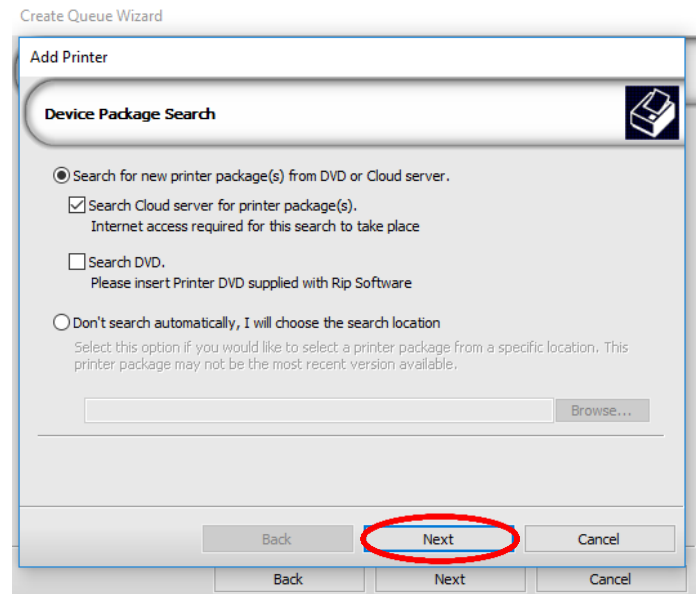 Create Queue Wizard
Add Printer
Device Package Search
Search for new printer package(s) from DVD or Cloud server.
Search Cloud server for printer package(s).
Internet access required for this search to take place
Search DVD.
Please insert Printer DVD supplied with Rip Software
Don't search automatically, I will choose the search location
Select this option if you would like to select a printer package from a specific location. This
printer package may not be the most recent version available.
Browse...
Back Next Cancel
Back Next Cancel